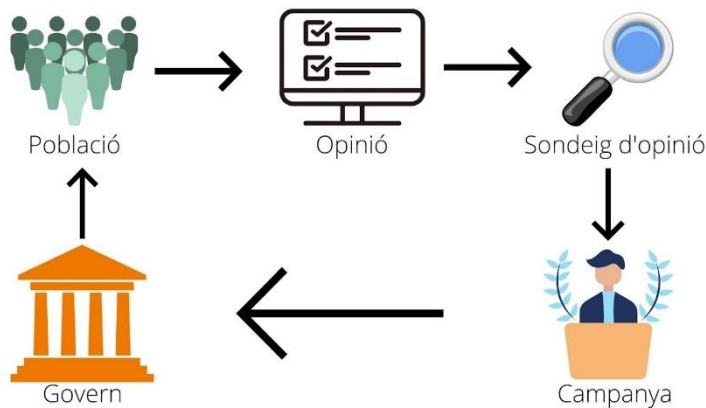 Població
Opinió
Sondeig d'opinió
Govern
Campanya